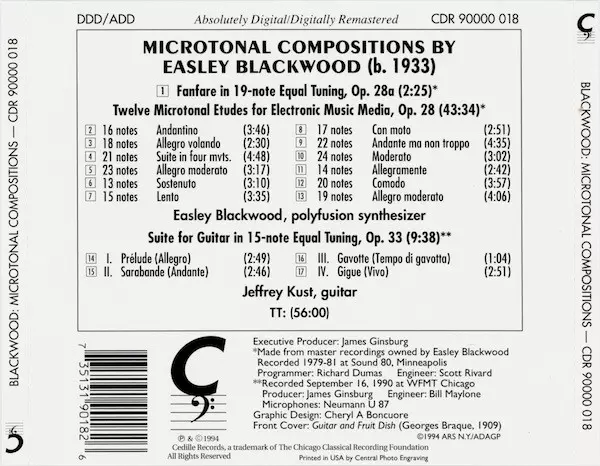 DDD/ADD
Absolutely Digital/Digitally Remastered
CDR 90000 018
MICROTONAL COMPOSITIONS BY
EASLEY BLACKWOOD (b. 1933)
1 Fanfare in 19-note Equal Tuning, Op. 28a (2:25)*
Twelve Microtonal Etudes for Electronic Music Media, Op. 28 (43:34)*
2 16 notes Andantino (3:46)
3 18 notes Allegro volando (2:30)
4 21 notes Suite in four mvts. (4:48)
5 23 notes Allegro moderato (3:17)
6 13 notes Sostenuto (3:10)
7 15 notes Lento (3:35)
8 17 notes Con moto (2:51)
9 22 notes Andante ma non troppo (4:35)
10 24 notes Moderato (3:02)
11 14 notes Allegramente (2:42)
12 20 notes Comodo (3:57)
13 19 notes Allegro moderato (4:06)
Easley Blackwood, polyfusion synthesizer
Suite for Guitar in 15-note Equal Tuning, Op. 33 (9:38)**
14 I. Prélude (Allegro) (2:49)
15 II. Sarabande (Andante) (2:46)
16 III. Gavotte (Tempo di gavotta) (1:04)
17 IV. Gigue (Vivo) (2:51)
Jeffrey Kust, guitar
TT: (56:00)
Executive Producer: James Ginsburg
*Made from master recordings owned by Easley Blackwood
Recorded 1979-81 at Sound 80, Minneapolis
Programmer: Richard Dumas Engineer: Scott Rivard
**Recorded September 16, 1990 at WFMT Chicago
Producer: James Ginsburg Engineer: Bill Maylone
Microphones: Neumann U 87
Graphic Design: Cheryl A Boncuore
Front Cover: Guitar and Fruit Dish (Georges Braque, 1909)
©1994 ARS N.Y/ADAGP
℗ & ©1994
Cedille Records, a trademark of The Chicago Classical Recording Foundation
Printed in USA by Central Photo Engraving
7 35131 90182 6
BLACKWOOD: MICROTONAL COMPOSITIONS — CDR 90000 018
BLACKWOOD: MICROTONAL COMPOSITIONS — CDR 90000 018